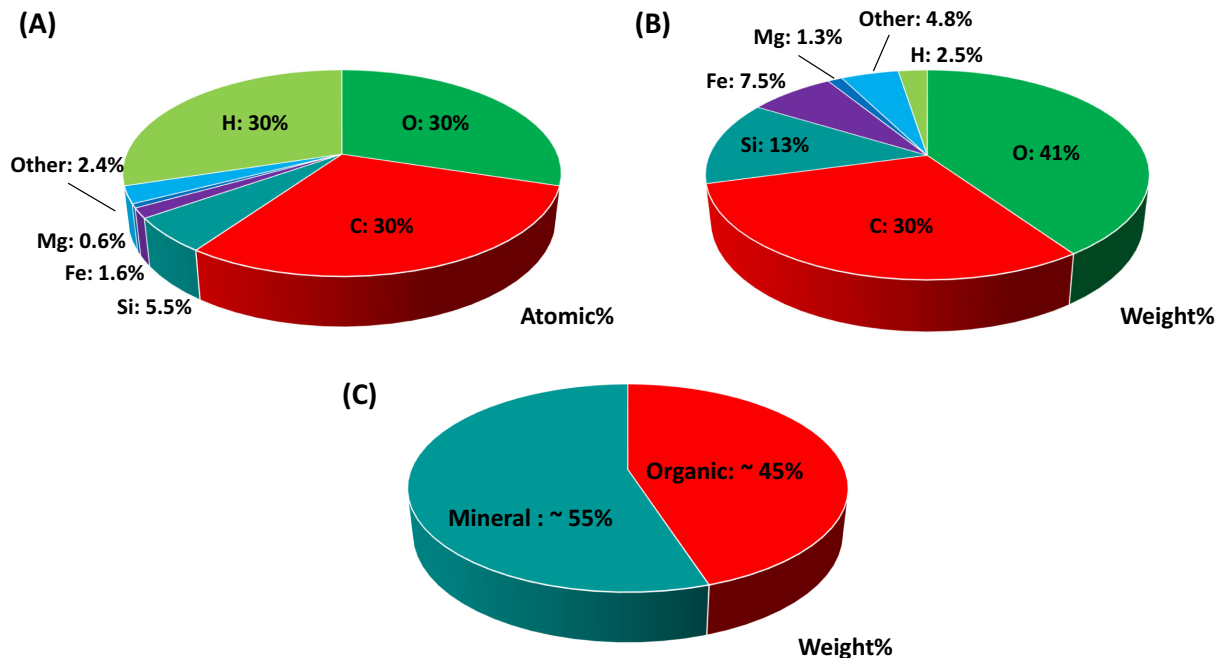 (A)
H: 30%
O: 30%
Other: 2.4%
C: 30%
Mg: 0.6%
Fe: 1.6%
Si: 5.5%
Atomic%
(B)
Other: 4.8%
Mg: 1.3%
H: 2.5%
Fe: 7.5%
Si: 13%
O: 41%
C: 30%
Weight%
(C)
Organic: ~ 45%
Mineral : ~ 55%
Weight%